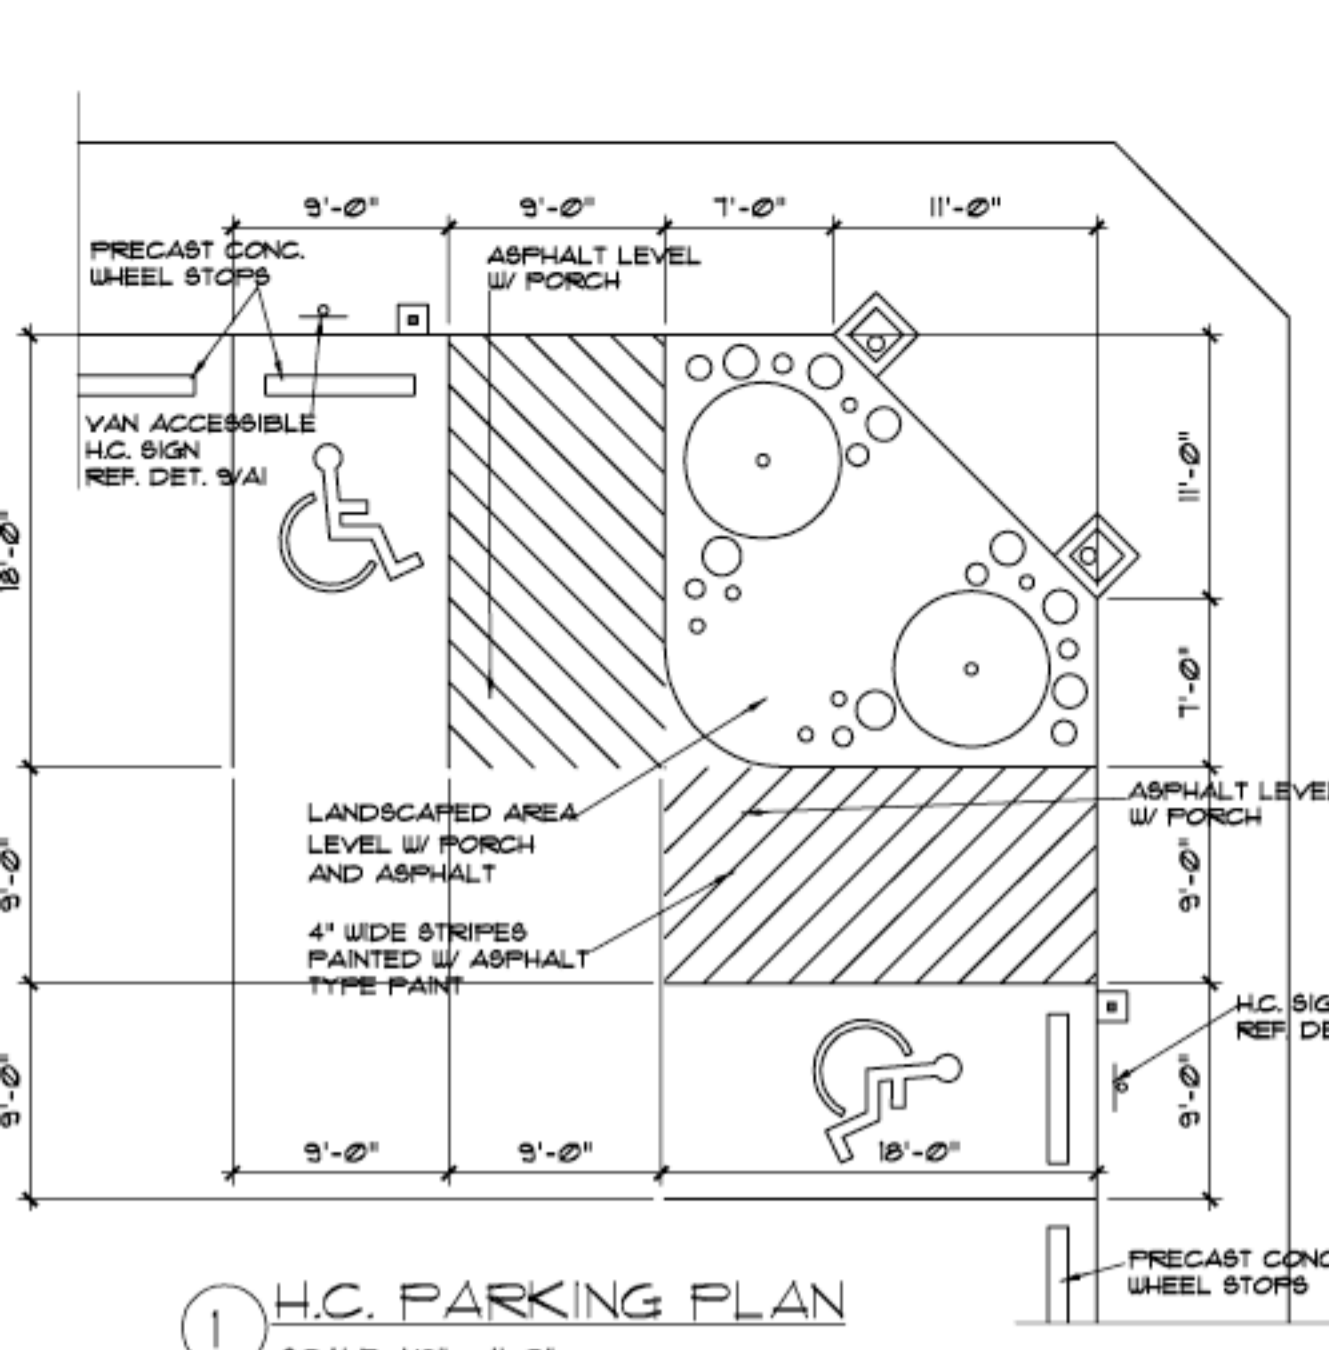 9'-0" 9'-0" 7'-0" 11'-0"
PRECAST CONC.
WHEEL STOPS
ASPHALT LEVEL
W/ PORCH
VAN ACCESSIBLE
H.C. SIGN
REF. DET. 9/A1
18'-0"
11'-0"
7'-0"
ASPHALT LEVEL
W/ PORCH
LANDSCAPED AREA
LEVEL W/ PORCH
AND ASPHALT
9'-0"
9'-0"
4" WIDE STRIPES
PAINTED W/ ASPHALT
TYPE PAINT
H.C.
REF.
9'-0"
9'-0"
9'-0" 9'-0" 18'-0"
PRECAST CONC
WHEEL STOPS
1
H.C. PARKING PLAN